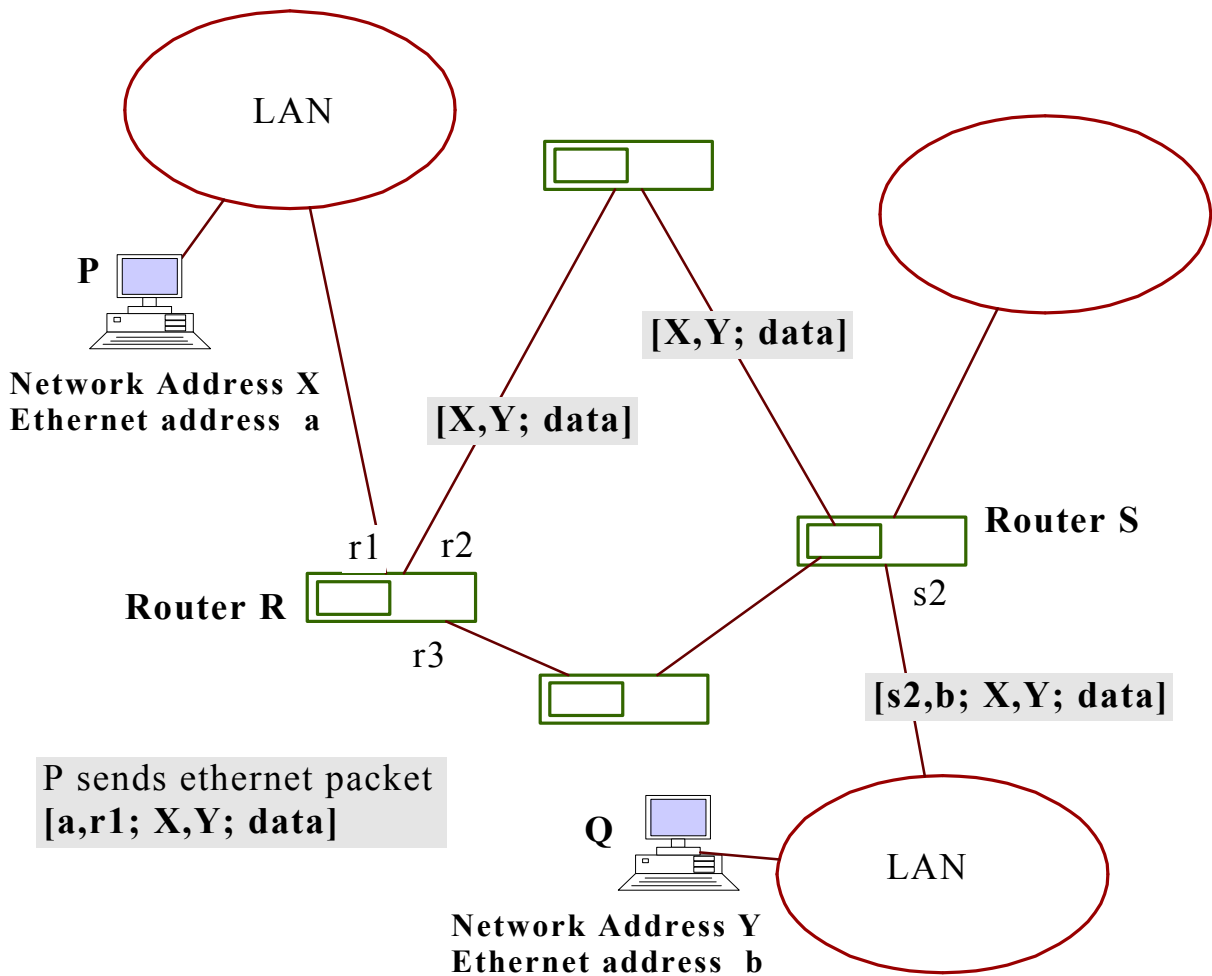 LAN
P
Network Address X
Ethernet address a
[X,Y; data]
[X,Y; data]
r1
r2
Router R
r3
Router S
s2
[s2,b; X,Y; data]
P sends ethernet packet
[a,r1; X,Y; data]
Q
LAN
Network Address Y
Ethernet address b